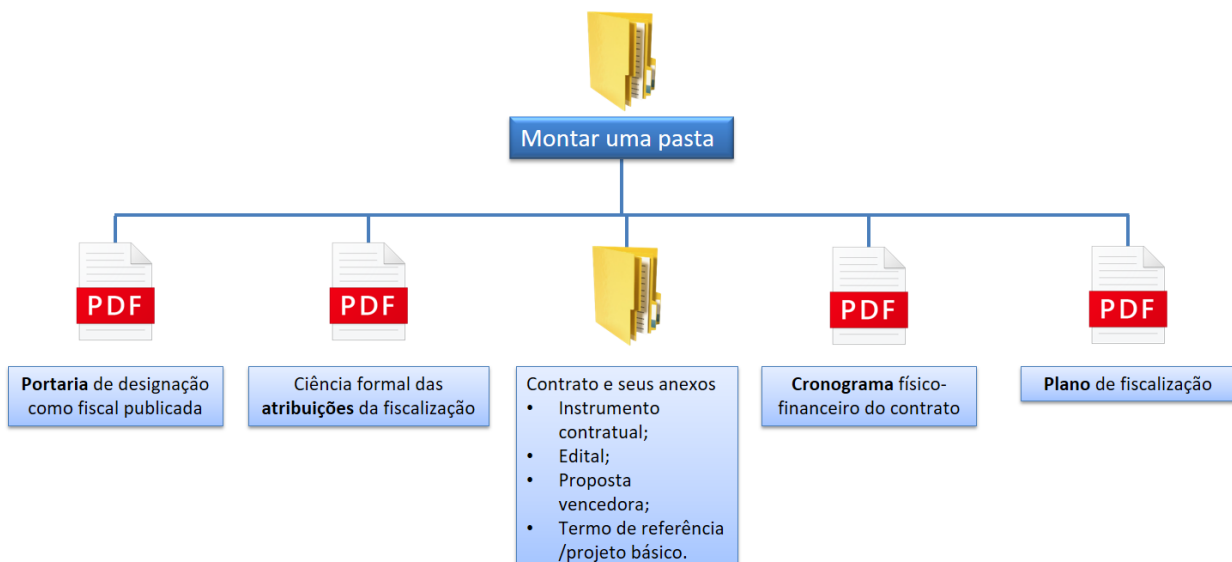 Montar uma pasta
PDF
PDF
PDF
PDF
Portaria de designação
como fiscal publicada
Ciência formal das
atribuições da fiscalização
Contrato e seus anexos
• Instrumento
contratual;
• Edital;
• Proposta
vencedora;
• Termo de referência
/projeto básico.
Cronograma físico-
financeiro do contrato
Plano de fiscalização